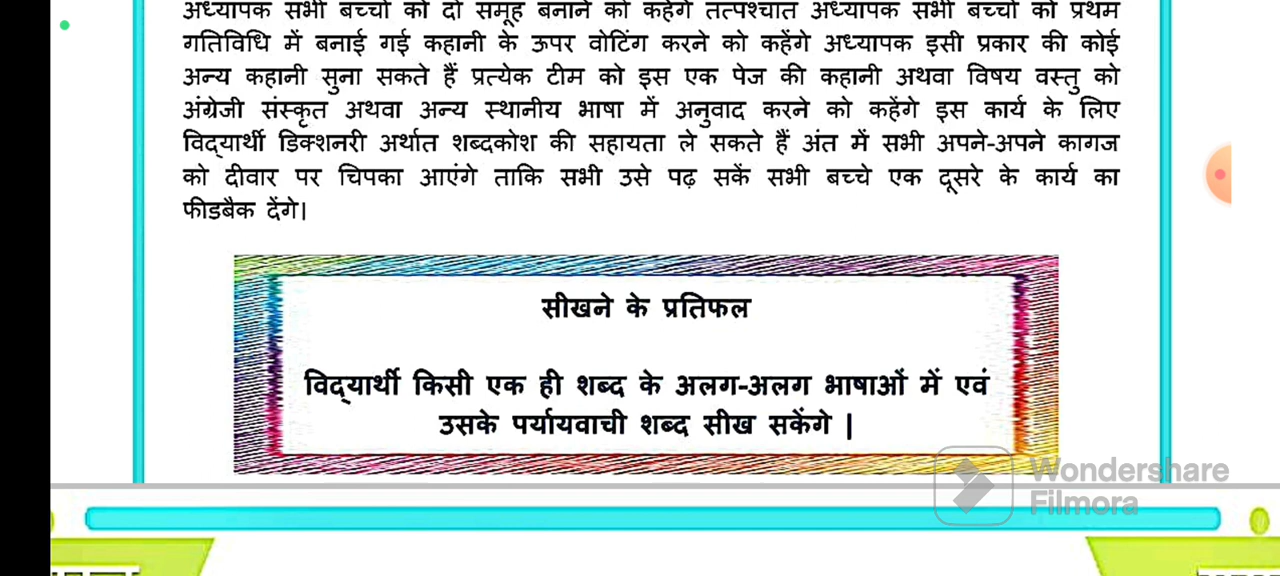 अध्यापक सभी बच्चों को दो समूह बनाने को कहेंगे तत्पश्चात अध्यापक सभी बच्चों को प्रथम
गतिविधि में बनाई गई कहानी के ऊपर वोटिंग करने को कहेंगे अध्यापक इसी प्रकार की कोई
अन्य कहानी सुना सकते हैं प्रत्येक टीम को इस एक पेज की कहानी अथवा विषय वस्तु को
अंग्रेजी संस्कृत अथवा अन्य स्थानीय भाषा में अनुवाद करने को कहेंगे इस कार्य के लिए
विद्यार्थी डिक्शनरी अर्थात शब्दकोश की सहायता ले सकते हैं अंत में सभी अपने-अपने कागज
को दीवार पर चिपका आएंगे ताकि सभी उसे पढ़ सकें सभी बच्चे एक दूसरे के कार्य का
फीडबैक देंगे।
सीखने के प्रतिफल
विद्यार्थी किसी एक ही शब्द के अलग-अलग भाषाओं में एवं
उसके पर्यायवाची शब्द सीख सकेंगे |
Wondershare
Filmora